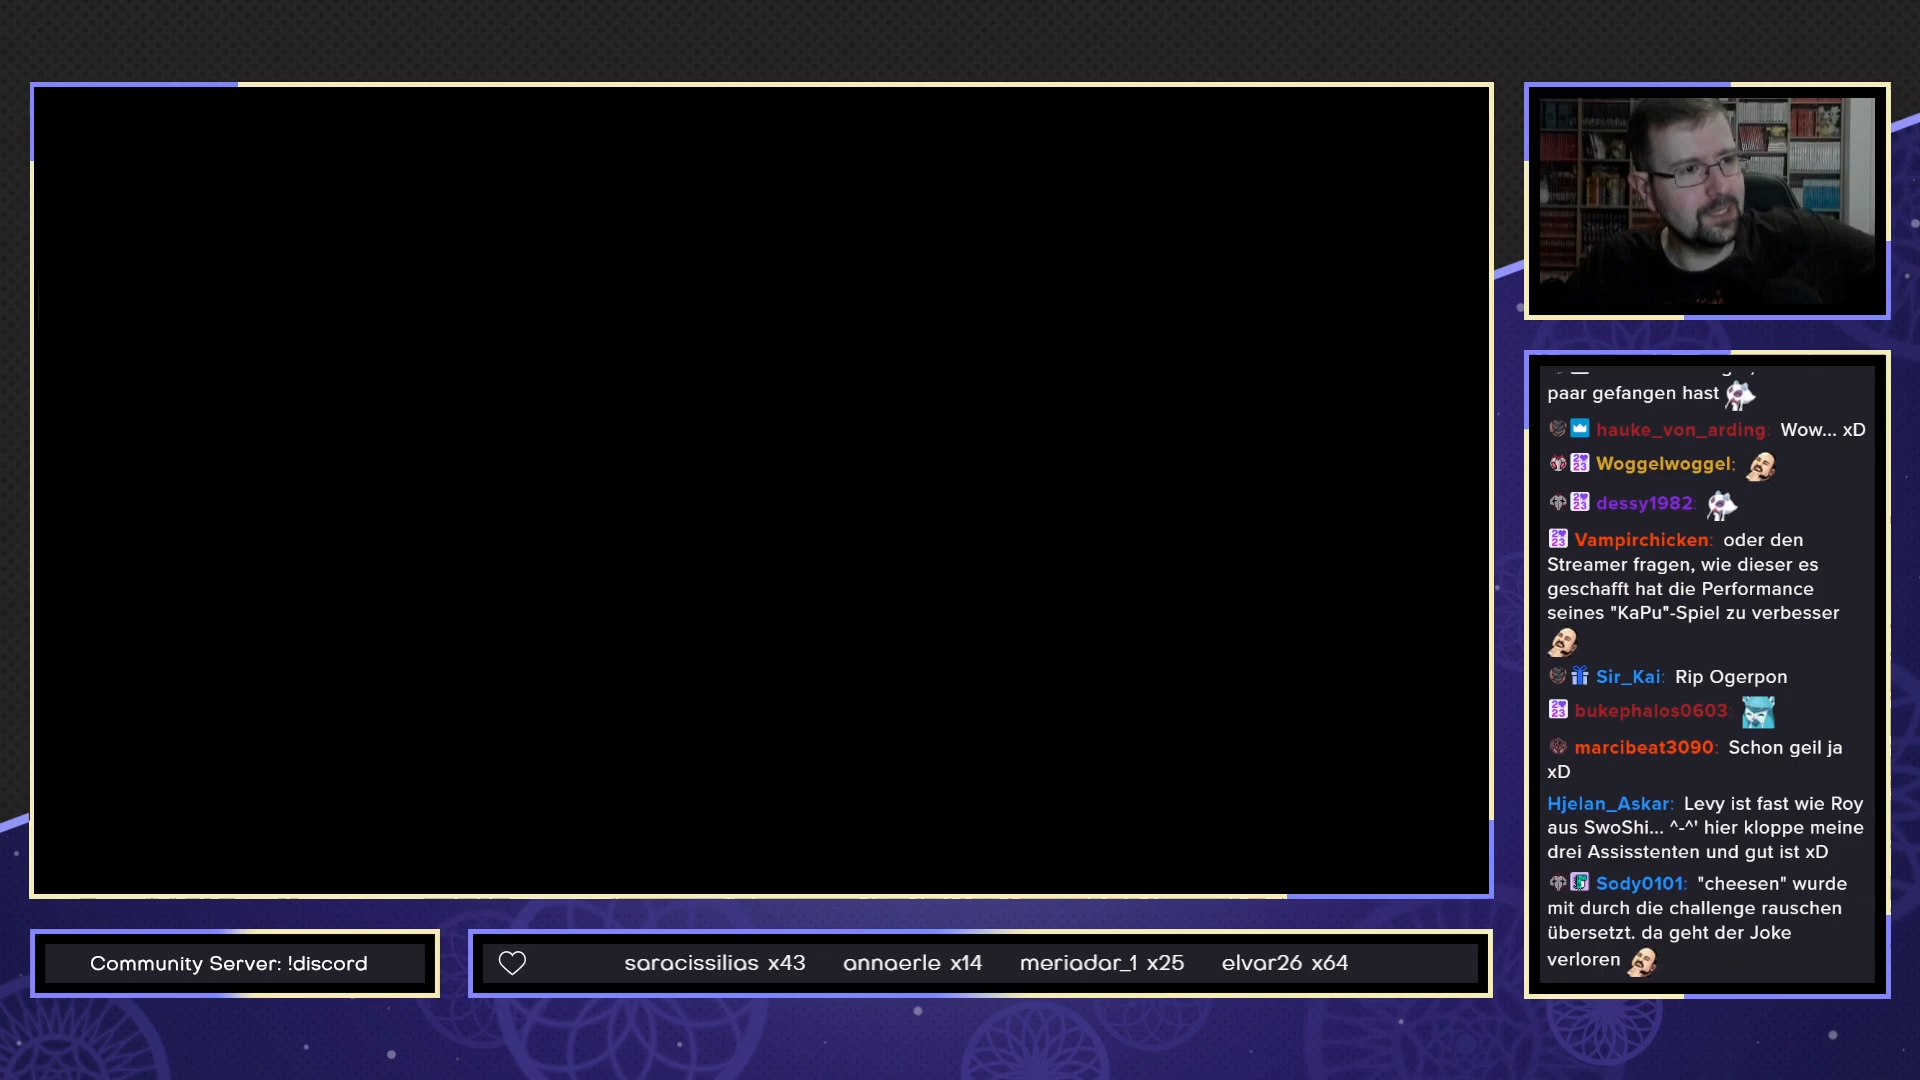 paar gefangen hast
hauke_von_arding: Wow... xD
Woggelwoggel:
dessy1982:
Vampirchicken: oder den
Streamer fragen, wie dieser es
geschafft hat die Performance
seines "KaPu"-Spiel zu verbesser
Sir_Kai: Rip Ogerpon
bukephalos0603:
marcibeat3090: Schon geil ja
xD
Hjelan_Askar: Levy ist fast wie Roy
aus SwoShi... ^-^' hier kloppe meine
drei Assisstenten und gut ist xD
Sody0101: "cheesen" wurde
mit durch die challenge rauschen
übersetzt. da geht der Joke
verloren
Community Server: !discord
saracissilias x43 annaerle x14 meriadar_1 x25 elvar26 x64